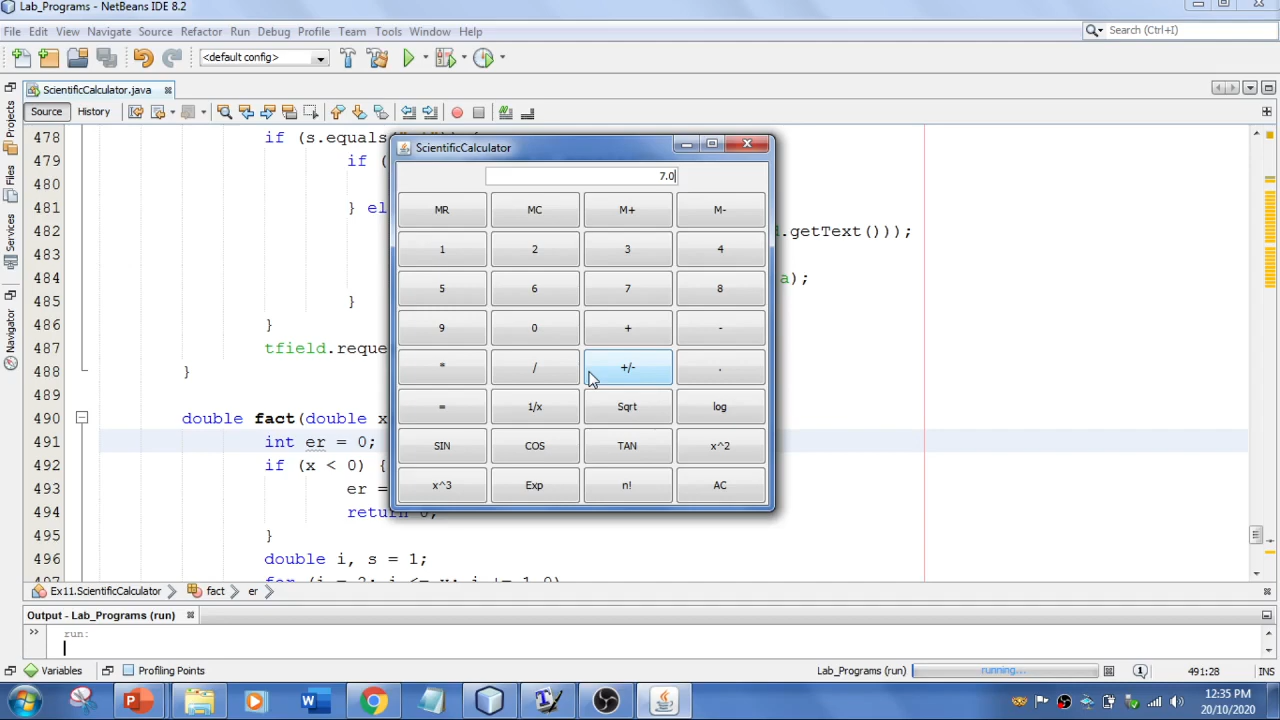 Lab_Programs - NetBeans IDE 8.2
File Edit View Navigate Source Refactor Run Debug Profile Team Tools Window Help
Search (Ctrl+I)
<default config>
ScientificCalculator.java
Source History
Projects
Files
Services
Navigator
478 if (s.equals(
479 if (
480
481 } el
482 .getText()));
483
484 a);
485 }
486 }
487 tfield.reque
488 }
489
490 double fact(double x
491 int er = 0;
492 if (x < 0) {
493 er =
494 return 0;
495 }
496 double i, s = 1;
ScientificCalculator
7.0
MR MC M+ M-
1 2 3 4
5 6 7 8
9 0 + -
* / +/- .
= 1/x Sqrt log
SIN COS TAN x^2
x^3 Exp n! AC
Ex11.ScientificCalculator fact er
Output - Lab_Programs (run)
run:
Variables Profiling Points Lab_Programs (run) running... 1 491:28 INS
12:35 PM
20/10/2020